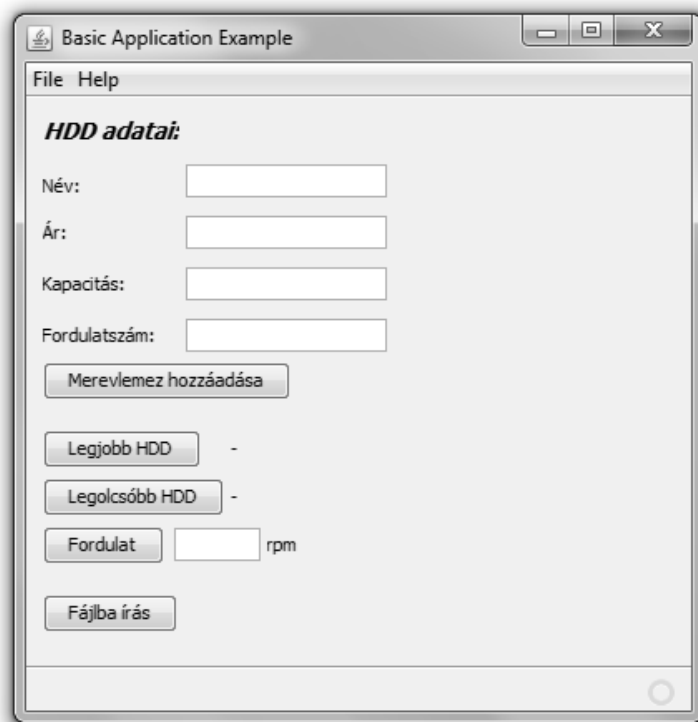 Basic Application Example
File Help
HDD adatai:
Név:
Ár:
Kapacitás:
Fordulatszám:
Merevlemez hozzáadása
Legjobb HDD -
Legolcsóbb HDD -
Fordulat rpm
Fájlba írás